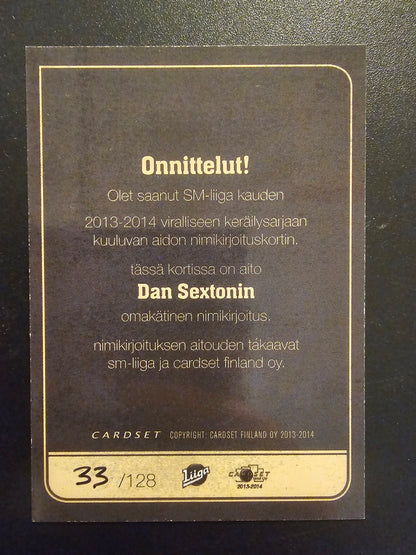 Onnittelut!
Olet saanut SM-liiga kauden
2013-2014 viralliseen keräilysarjaan
kuuluvan aidon nimikirjoituskortin.
tässä kortissa on aito
Dan Sextonin
omakätinen nimikirjoitus.
nimikirjoituksen aitouden takaavat
sm-liiga ja cardset finland oy.
CARDSET COPYRIGHT: CARDSET FINLAND OY 2013-2014
33 /128 Liiga CARDSET
2013-2014